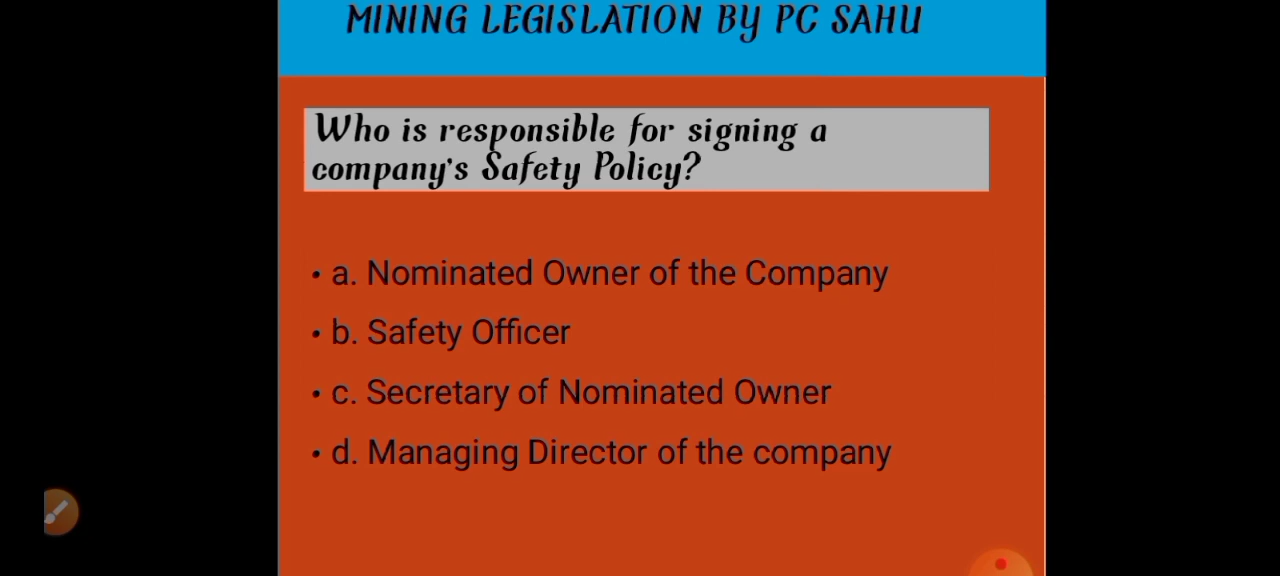 MINING LEGISLATION BY PC SAHU
Who is responsible for signing a
company's Safety Policy?
• a. Nominated Owner of the Company
• b. Safety Officer
• c. Secretary of Nominated Owner
• d. Managing Director of the company